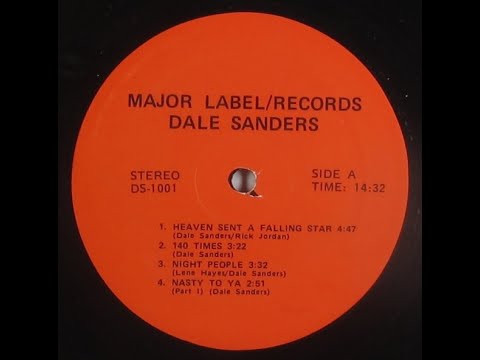 MAJOR LABEL/RECORDS
DALE SANDERS
STEREO
DS-1001
SIDE A
TIME: 14:32
1. HEAVEN SENT A FALLING STAR 4:47
(Dale Sanders/Rick Jordan)
2. 140 TIMES 3:22
(Dale Sanders)
3. NIGHT PEOPLE 3:32
(Lene Hayes/Dale Sanders)
4. NASTY TO YA 2:51
(Part I) (Dale Sanders)